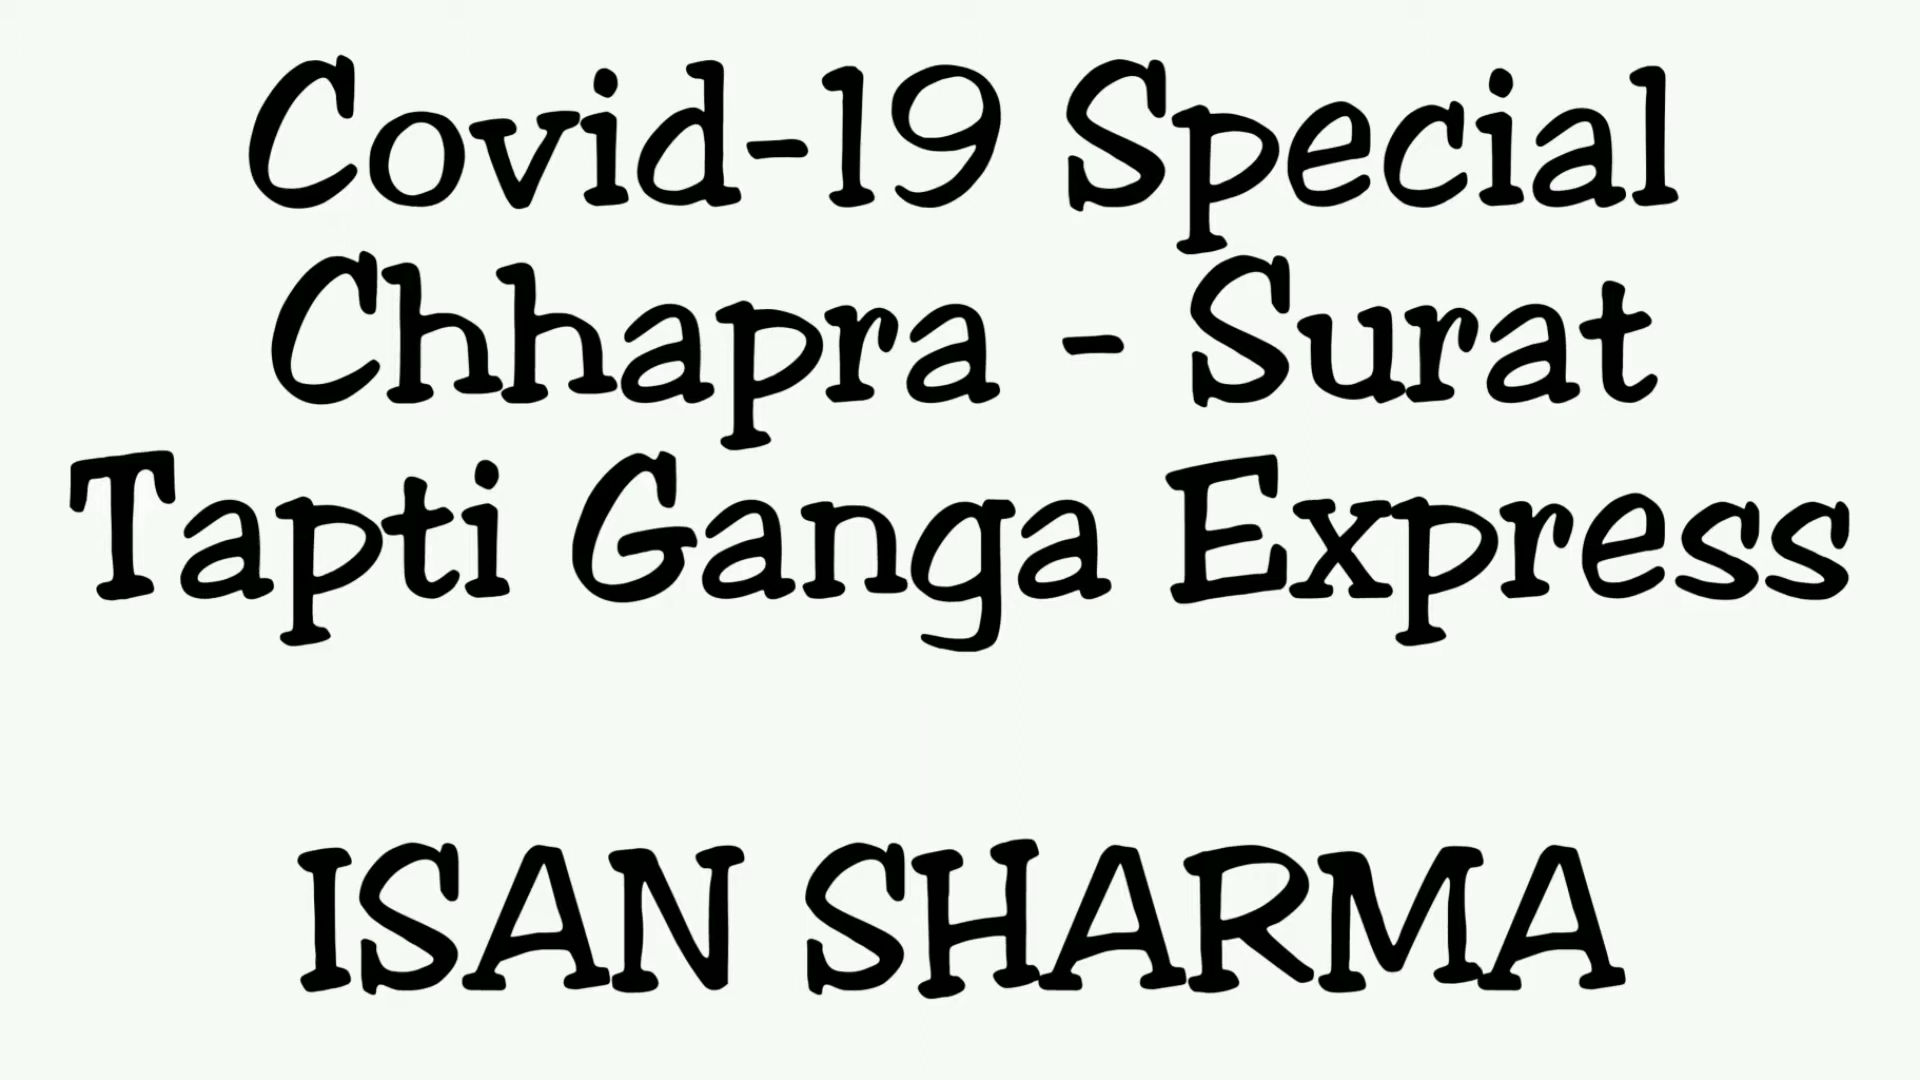 Covid-19 Special
Chhapra - Surat
Tapti Ganga Express
ISAN SHARMA